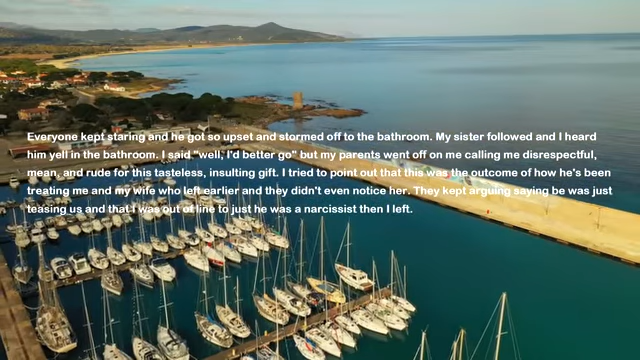 Everyone kept staring and he got so upset and stormed off to the bathroom. My sister followed and I heard
him yell in the bathroom. I said "well, I'd better go" but my parents went off on me calling me disrespectful,
mean, and rude for this tasteless, insulting gift. I tried to point out that this was the outcome of how he's been
treating me and my wife who left earlier and they didn't even notice her. They kept arguing saying be was just
teasing us and that I was out of line to just he was a narcissist then I left.